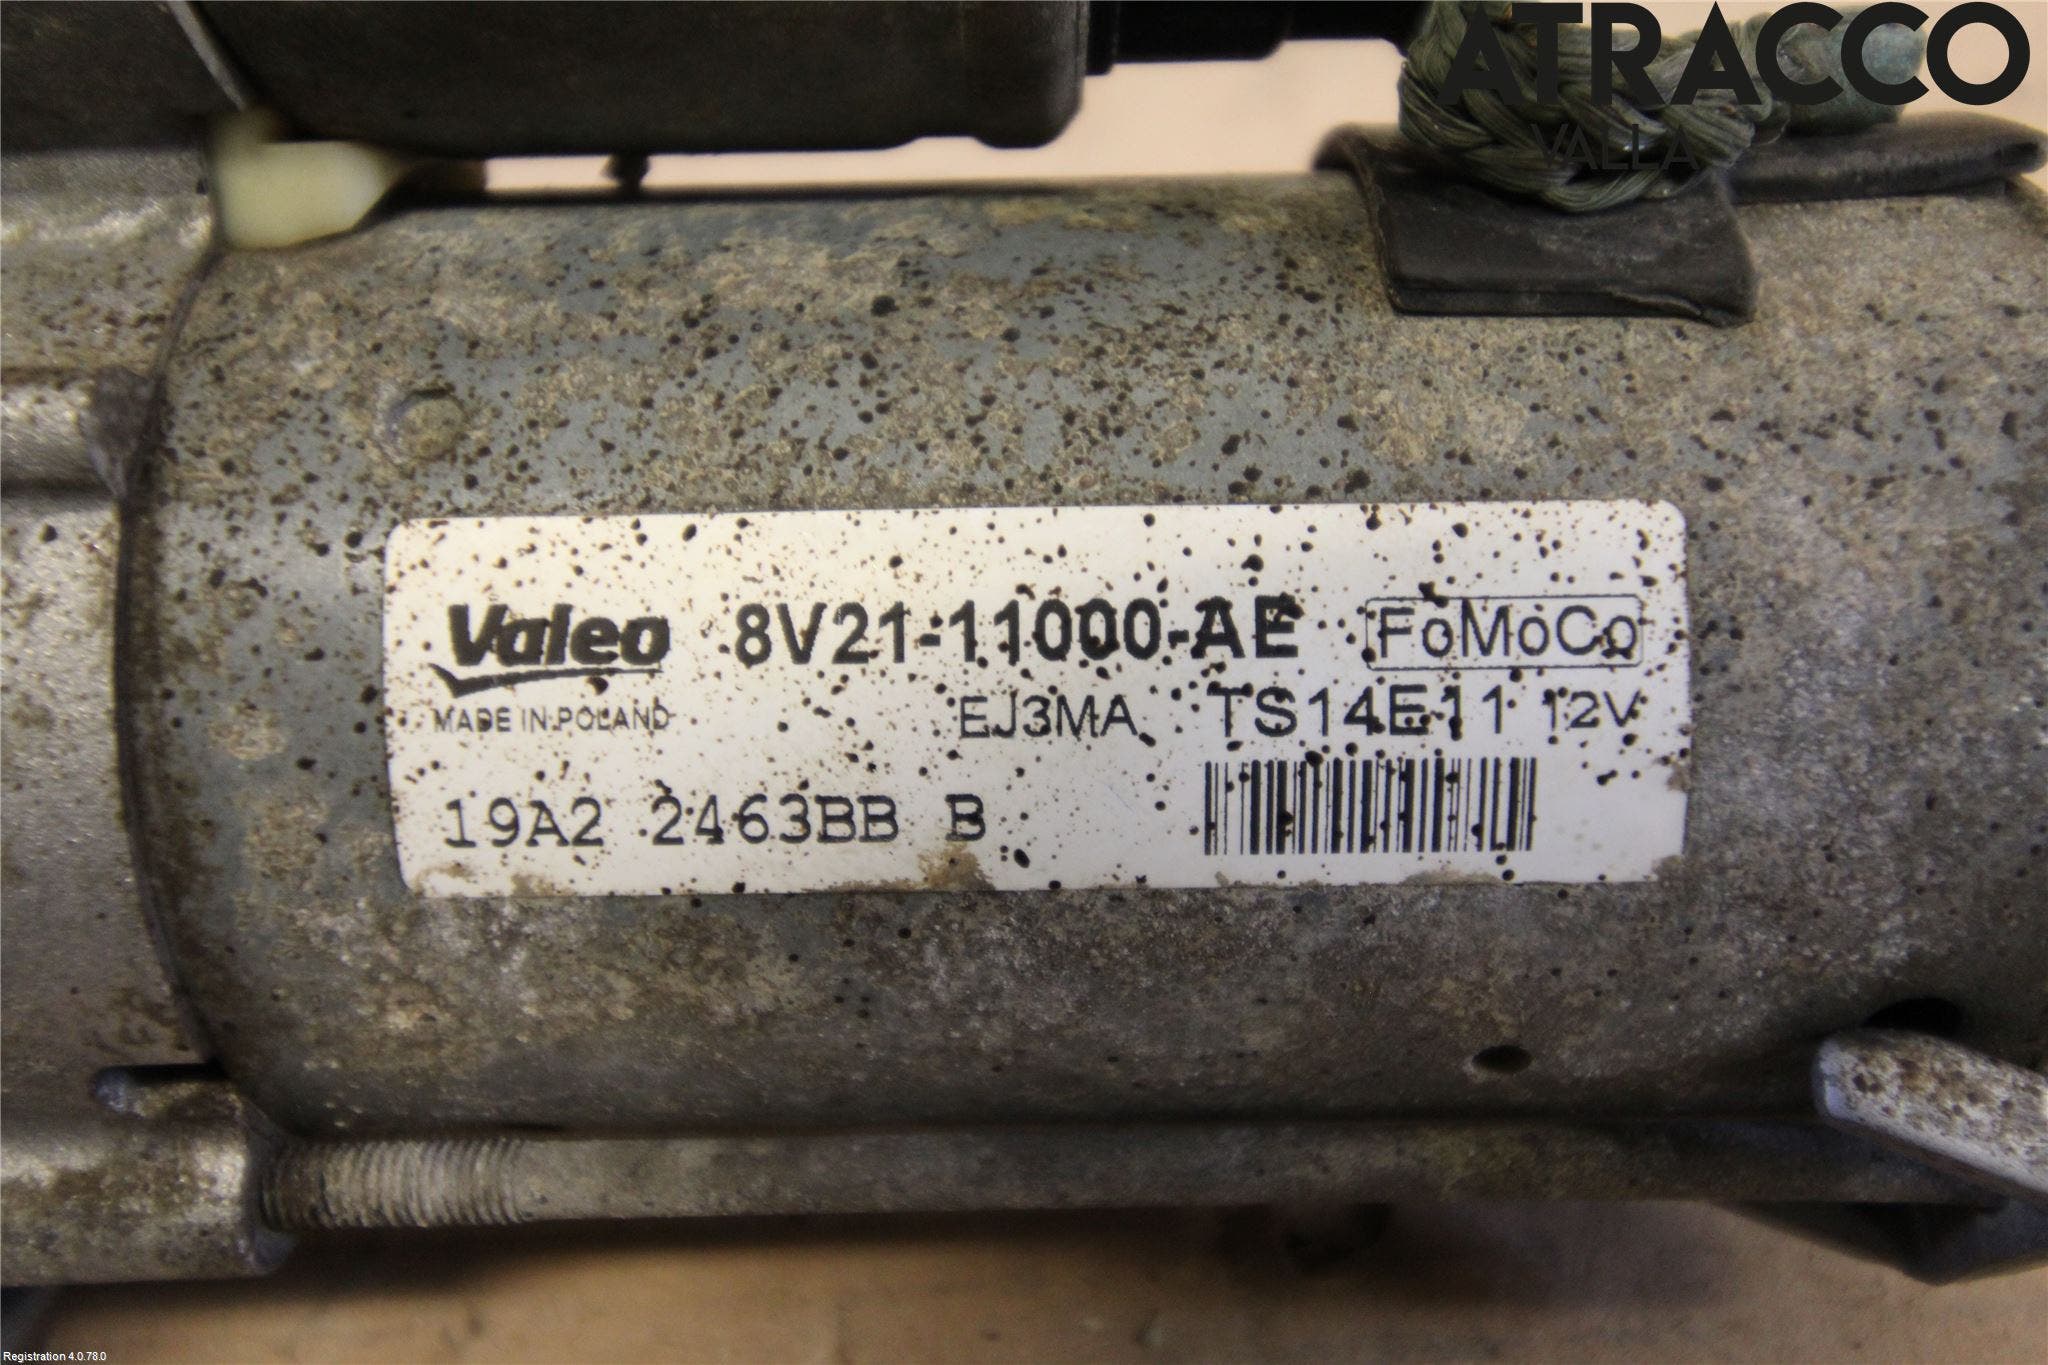 ATRACCO
VALLA
Valeo 8V21-11000-AE FoMoCo
MADE IN POLAND EJ3MA TS14E11 12V
19A2 2463BB B
Registration 4.0.78.0